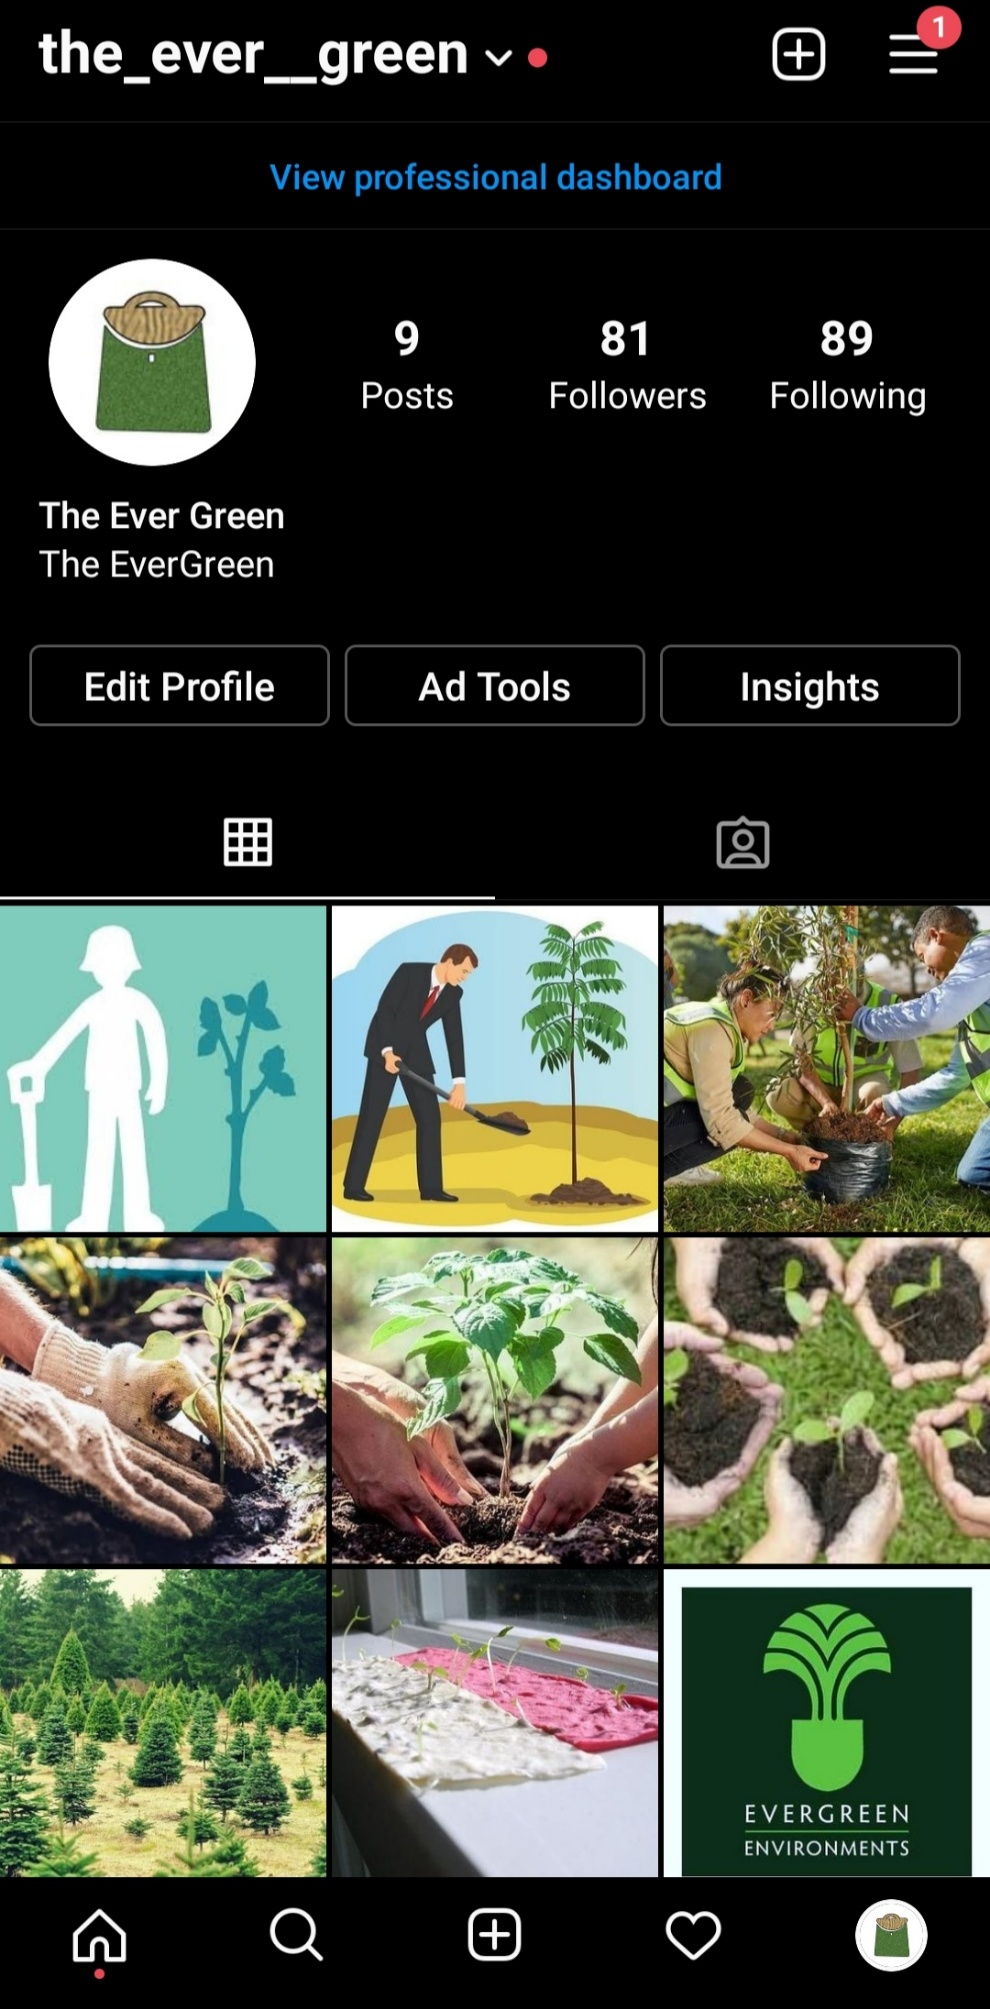 the_ever__green
1
View professional dashboard
9 81 89
Posts Followers Following
The Ever Green
The EverGreen
Edit Profile Ad Tools Insights
EVERGREEN
ENVIRONMENTS